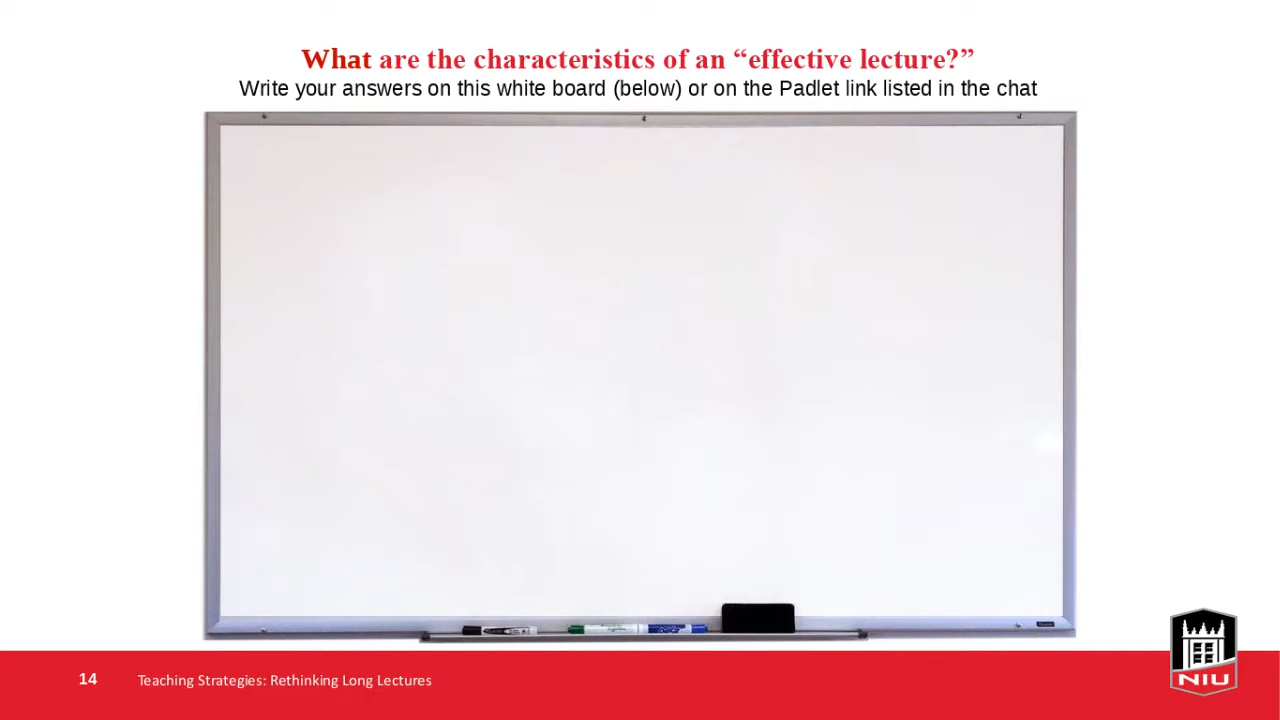 What are the characteristics of an “effective lecture?”
Write your answers on this white board (below) or on the Padlet link listed in the chat
14 Teaching Strategies: Rethinking Long Lectures
NIU